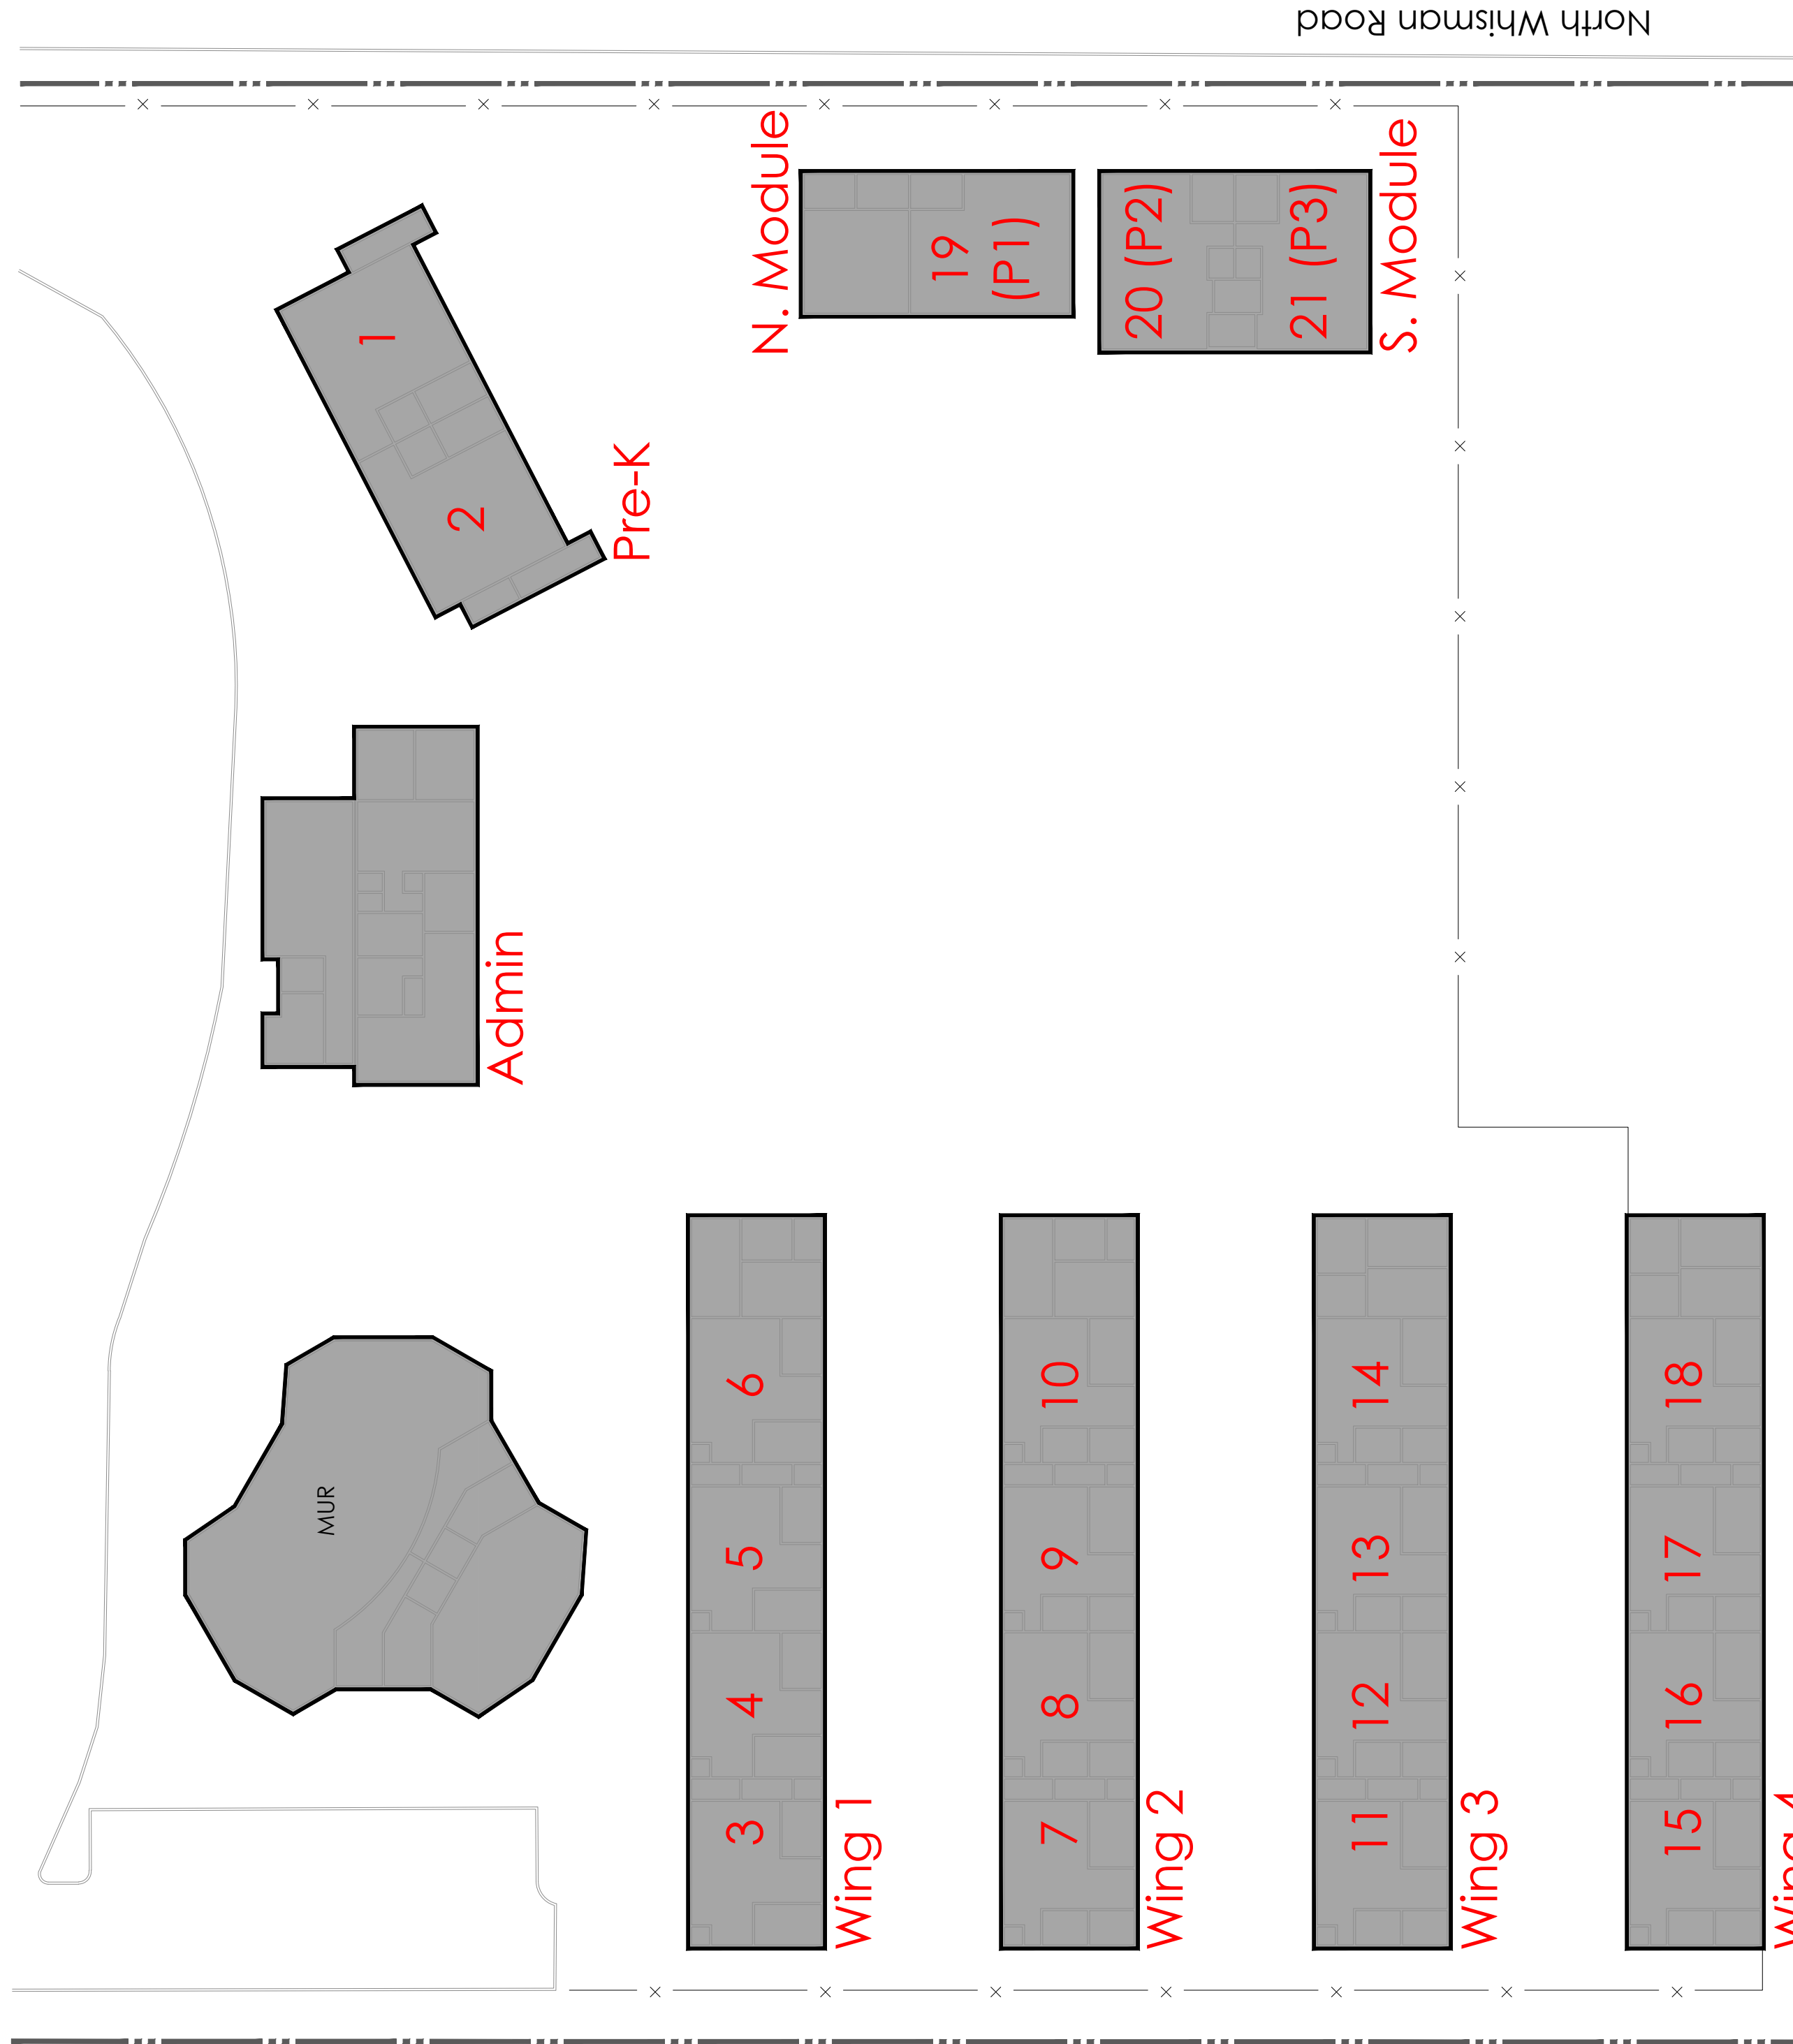 North Whisman Road
N. Module
19
(P1)
20 (P2)
21 (P3)
S. Module
1
2
Pre-K
Admin
MUR
6
5
4
3
Wing 1
10
9
8
7
Wing 2
14
13
12
11
Wing 3
18
17
16
15
Wing 4